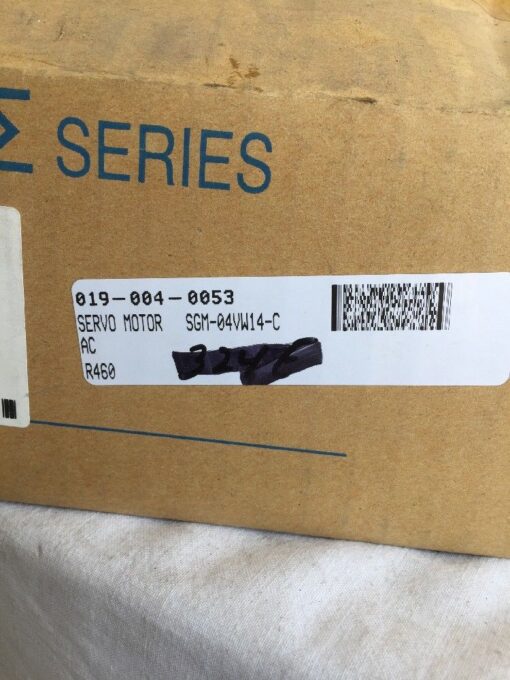 Σ SERIES
019-004-0053
SERVO MOTOR SGM-04VW14-C
AC
R460